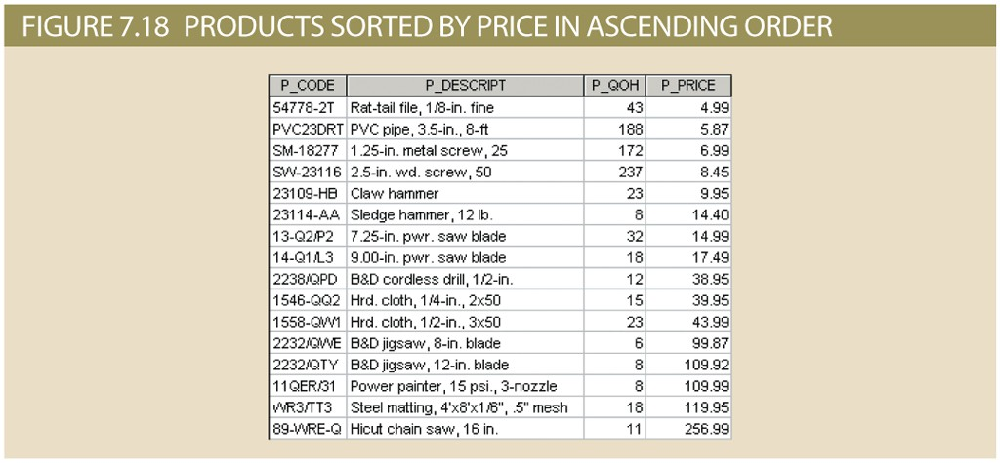 FIGURE 7.18 PRODUCTS SORTED BY PRICE IN ASCENDING ORDER
P_CODE P_DESCRIPT P_QOH P_PRICE
54778-2T Rat-tail file, 1/8-in. fine 43 4.99
PVC23DRT PVC pipe, 3.5-in., 8-ft 188 5.87
SM-18277 1.25-in. metal screw, 25 172 6.99
SW-23116 2.5-in. wd. screw, 50 237 8.45
23109-HB Claw hammer 23 9.95
23114-AA Sledge hammer, 12 lb. 8 14.40
13-Q2/P2 7.25-in. pwr. saw blade 32 14.99
14-Q1/L3 9.00-in. pwr. saw blade 18 17.49
2238/QPD B&D cordless drill, 1/2-in. 12 38.95
1546-QQ2 Hrd. cloth, 1/4-in., 2x50 15 39.95
1558-QW1 Hrd. cloth, 1/2-in., 3x50 23 43.99
2232/QWE B&D jigsaw, 8-in. blade 6 99.87
2232/QTY B&D jigsaw, 12-in. blade 8 109.92
11QER/31 Power painter, 15 psi., 3-nozzle 8 109.99
WR3/TT3 Steel matting, 4'x8'x1/6", .5" mesh 18 119.95
89-WRE-Q Hicut chain saw, 16 in. 11 256.99